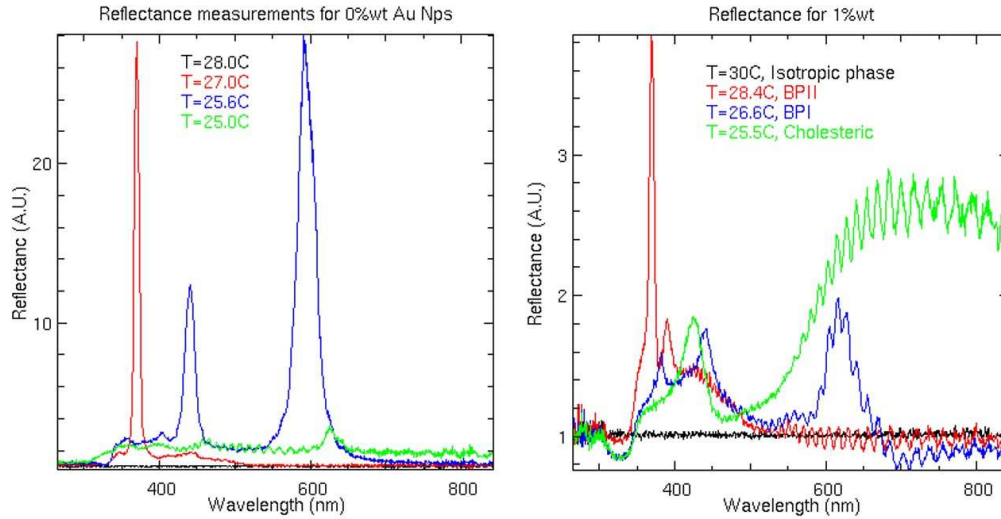 Reflectance measurements for 0%wt Au Nps
T=28.0C
T=27.0C
T=25.6C
T=25.0C
20
10
Reflectanc (A.U.)
400
600
800
Wavelength (nm)
Reflectance for 1%wt
T=30C, Isotropic phase
T=28.4C, BPII
T=26.6C, BPI
T=25.5C, Cholesteric
3
2
1
Reflectance (A.U.)
400
600
800
Wavelength (nm)